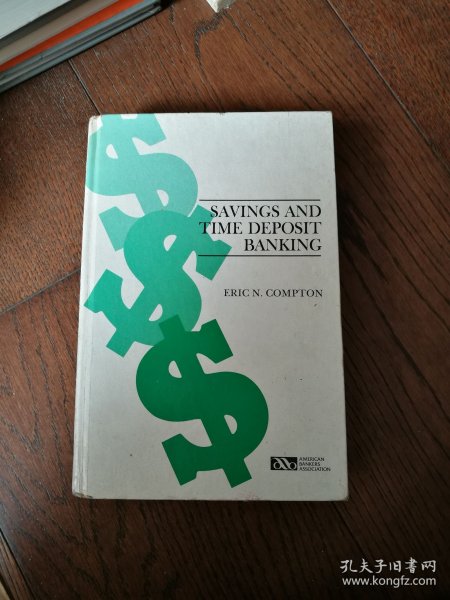 SAVINGS AND
TIME DEPOSIT
BANKING
ERIC N. COMPTON
AMERICAN
BANKERS
ASSOCIATION
孔夫子旧书网
www.kongfz.com